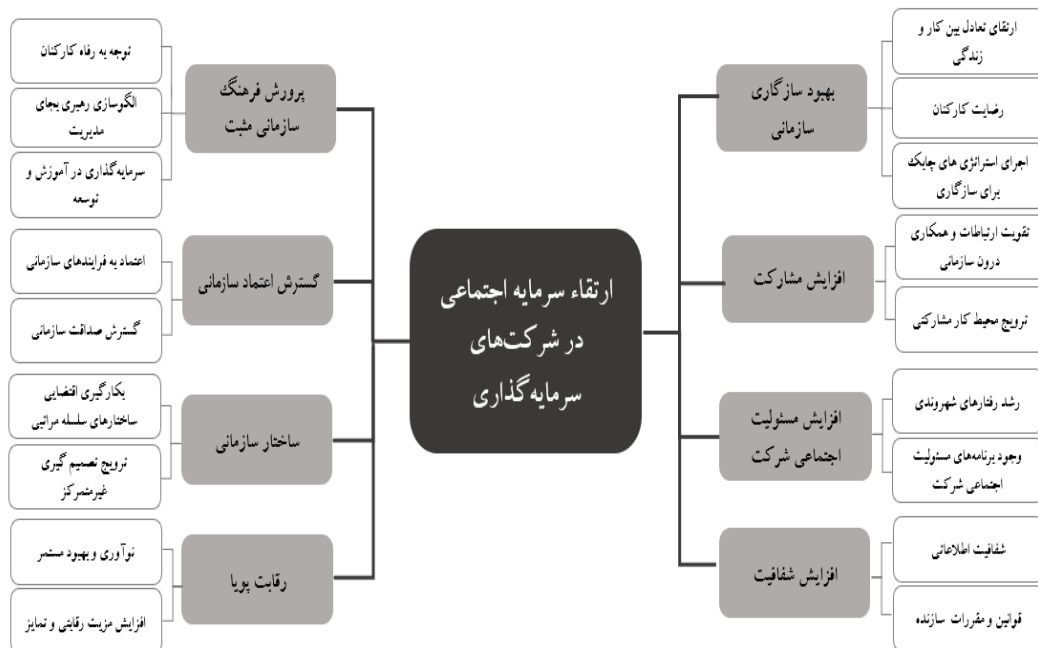 ارتقاء سرمایه اجتماعی
در شرکت‌های
سرمایه‌گذاری
بهبود سازگاری
سازمانی
ارتقای تعادل بین کار و
زندگی
رضایت کارکنان
اجرای استراتژی های چابک
برای سازگاری
افزایش مشارکت
تقویت ارتباطات و همکاری
درون سازمانی
ترویج محیط کار مشارکتی
افزایش مسئولیت
اجتماعی شرکت
رشد رفتارهای شهروندی
وجود برنامه‌های مسئولیت
اجتماعی شرکت
افزایش شفافیت
شفافیت اطلاعاتی
قوانین و مقررات سازنده
پرورش فرهنگ
سازمانی مثبت
توجه به رفاه کارکنان
الگوسازی رهبری بجای
مدیریت
سرمایه‌گذاری در آموزش و
توسعه
گسترش اعتماد سازمانی
اعتماد به فرایندهای سازمانی
گسترش صداقت سازمانی
ساختار سازمانی
بکارگیری اقتضایی
ساختارهای سلسله مراتبی
ترویج تصمیم گیری
غیرمتمرکز
رقابت پویا
نوآوری و بهبود مستمر
افزایش مزیت رقابتی و تمایز